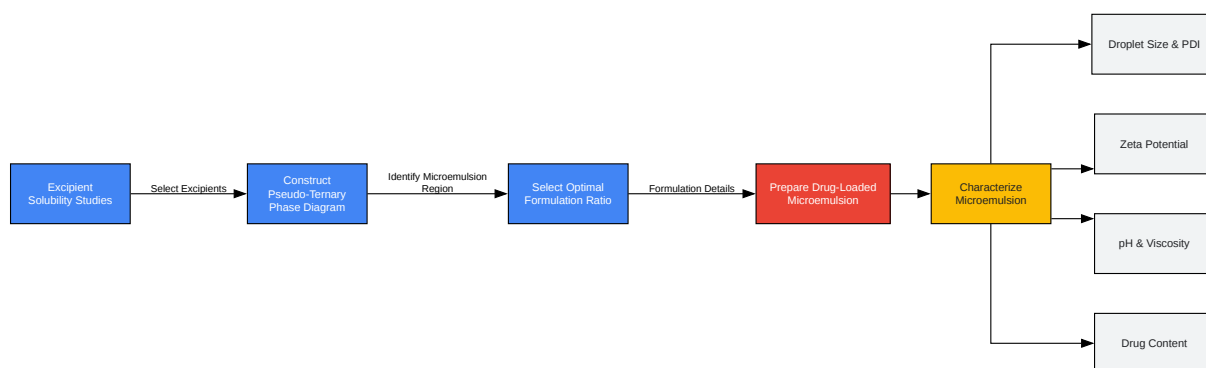 Excipient
Solubility Studies
Select Excipients
Construct
Pseudo-Ternary
Phase Diagram
Identify Microemulsion
Region
Select Optimal
Formulation Ratio
Formulation Details
Prepare Drug-Loaded
Microemulsion
Characterize
Microemulsion
Droplet Size & PDI
Zeta Potential
pH & Viscosity
Drug Content